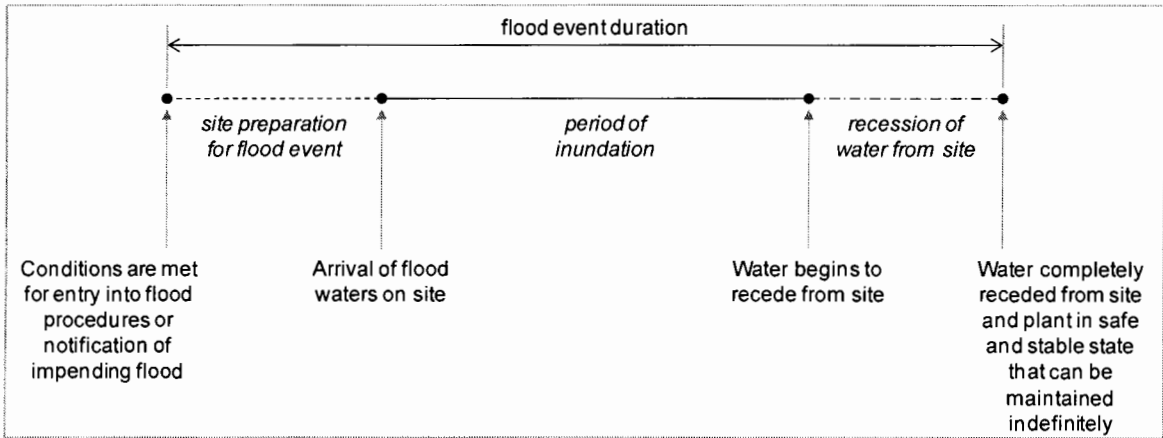 flood event duration
site preparation
for flood event
period of
inundation
recession of
water from site
Conditions are met
for entry into flood
procedures or
notification of
impending flood
Arrival of flood
waters on site
Water begins to
recede from site
Water completely
receded from site
and plant in safe
and stable state
that can be
maintained
indefinitely